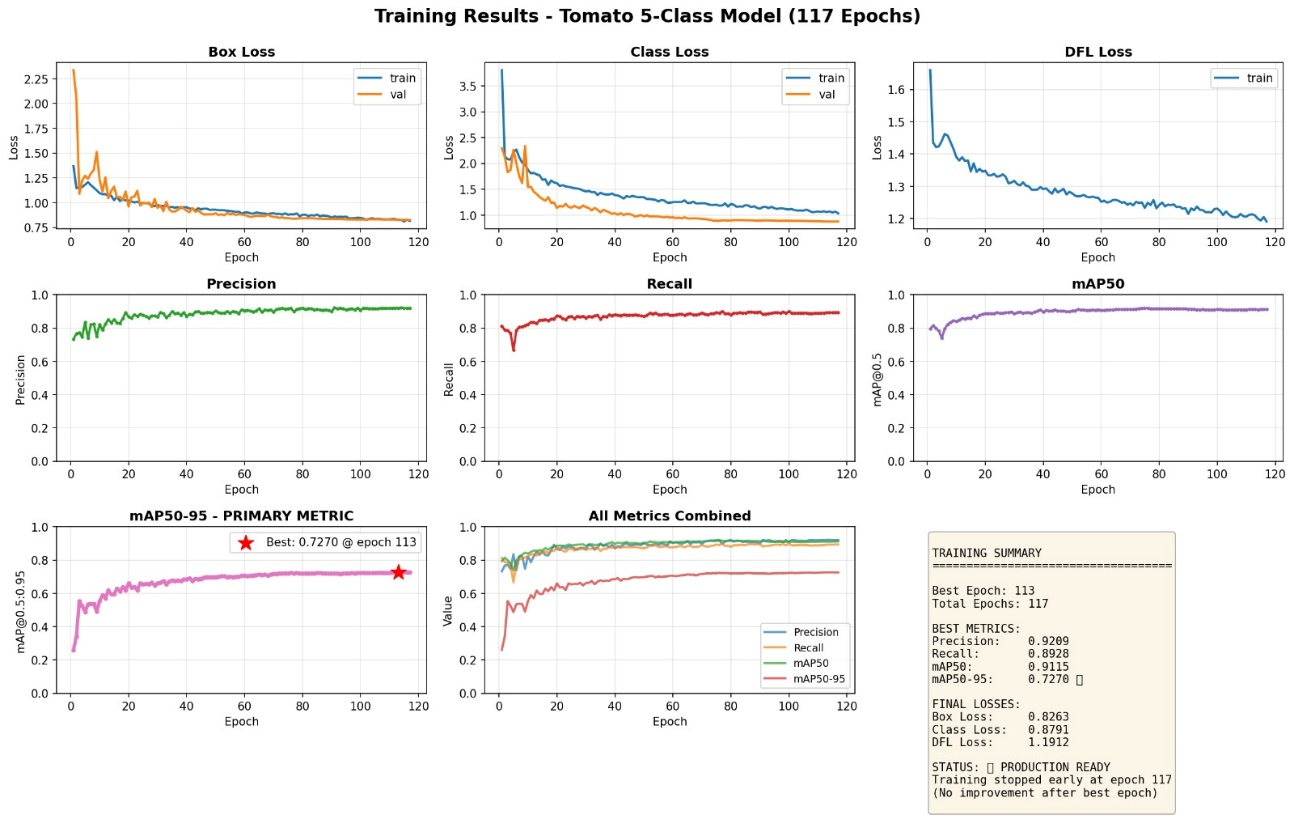 Training Results - Tomato 5-Class Model (117 Epochs)
Box Loss
Loss
2.25
2.00
1.75
1.50
1.25
1.00
0.75
0 20 40 60 80 100 120
Epoch
train
val
Class Loss
Loss
3.5
3.0
2.5
2.0
1.5
1.0
0 20 40 60 80 100 120
Epoch
train
val
DFL Loss
Loss
1.6
1.5
1.4
1.3
1.2
0 20 40 60 80 100 120
Epoch
train
Precision
Precision
1.0
0.8
0.6
0.4
0.2
0.0
0 20 40 60 80 100 120
Epoch
Recall
Recall
1.0
0.8
0.6
0.4
0.2
0.0
0 20 40 60 80 100 120
Epoch
mAP50
mAP@0.5
1.0
0.8
0.6
0.4
0.2
0.0
0 20 40 60 80 100 120
Epoch
mAP50-95 - PRIMARY METRIC
mAP@0.5:0.95
1.0
0.8
0.6
0.4
0.2
0.0
0 20 40 60 80 100 120
Epoch
Best: 0.7270 @ epoch 113
All Metrics Combined
Value
1.0
0.8
0.6
0.4
0.2
0.0
0 20 40 60 80 100 120
Epoch
Precision
Recall
mAP50
mAP50-95
TRAINING SUMMARY
===================================
Best Epoch: 113
Total Epochs: 117
BEST METRICS:
Precision: 0.9209
Recall: 0.8928
mAP50: 0.9115
mAP50-95: 0.7270
FINAL LOSSES:
Box Loss: 0.8263
Class Loss: 0.8791
DFL Loss: 1.1912
STATUS: PRODUCTION READY
Training stopped early at epoch 117
(No improvement after best epoch)